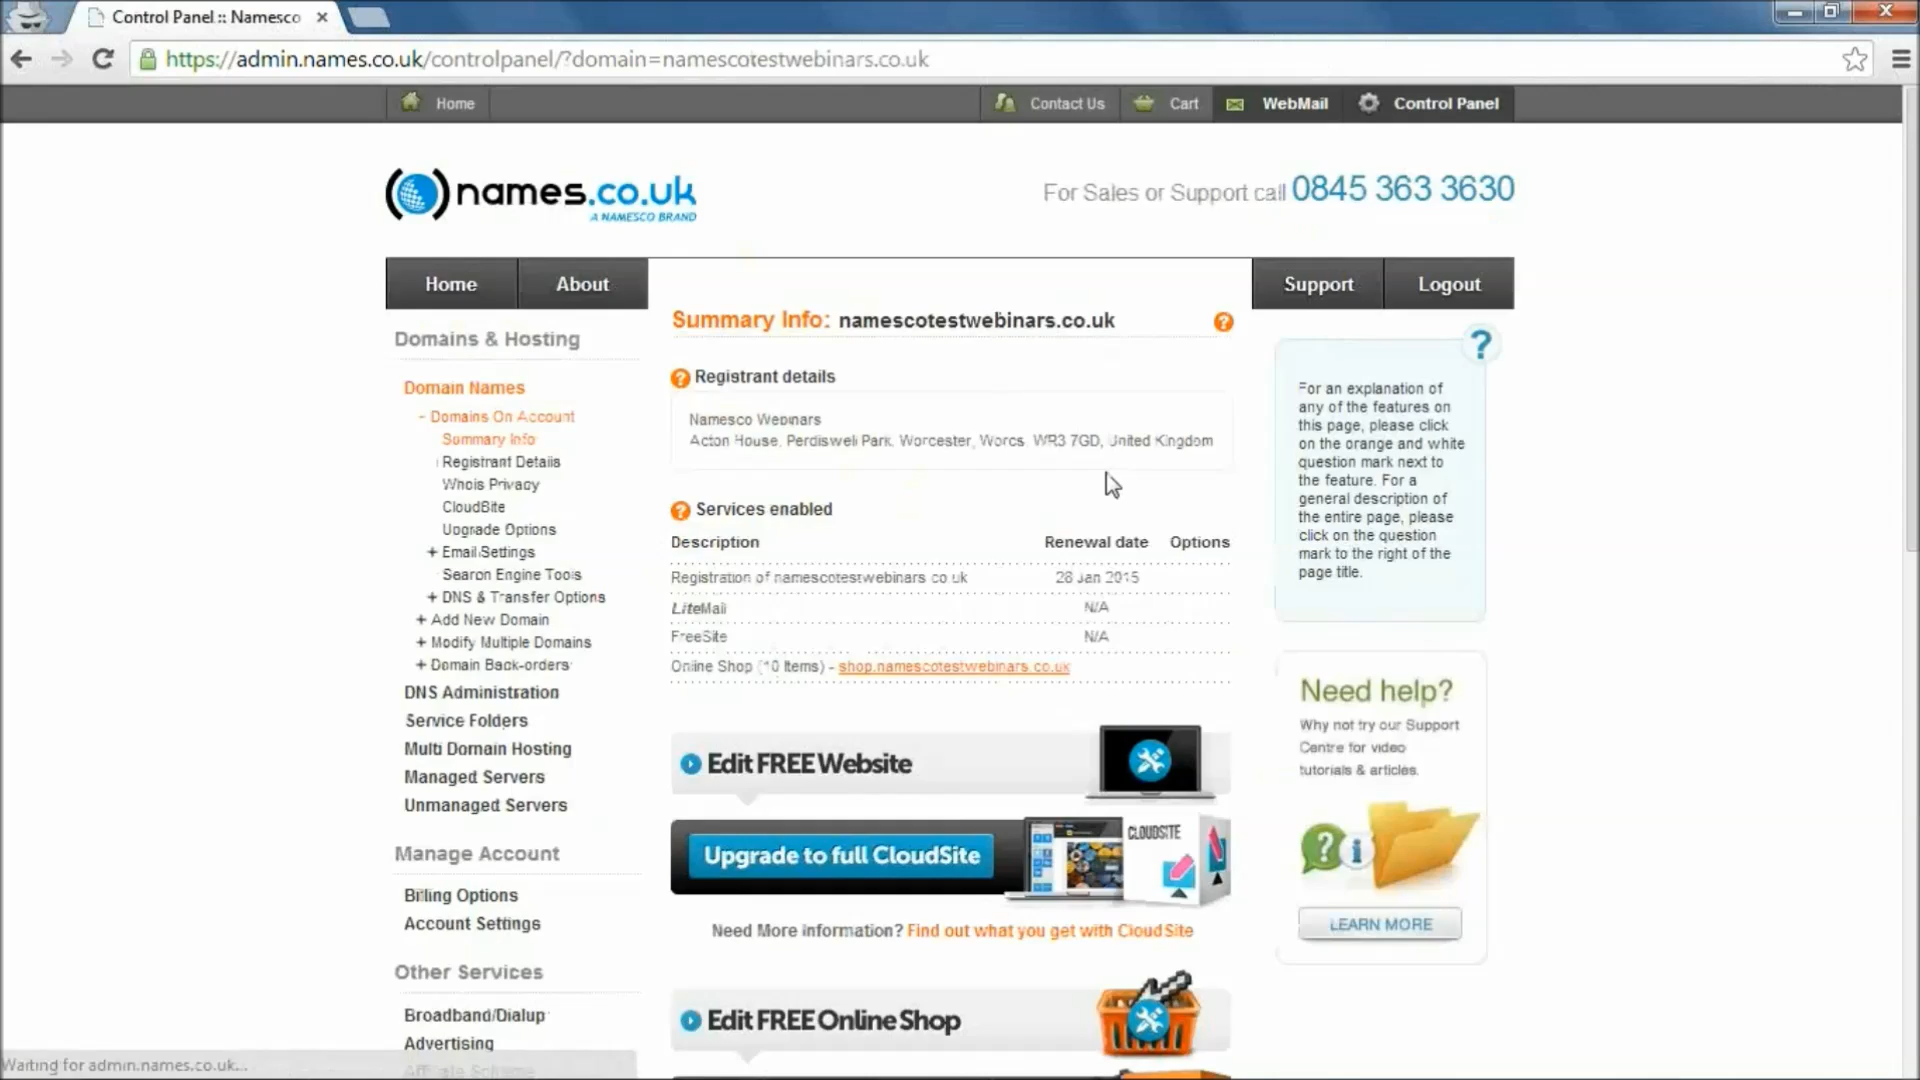 Control Panel :: Namesco
https://admin.names.co.uk/controlpanel/?domain=namescotestwebinars.co.uk
Home
Contact Us
Cart
WebMail
Control Panel
names.co.uk
A NAMESCO BRAND
For Sales or Support call 0845 363 3630
Home
About
Support
Logout
Domains & Hosting
Domain Names
- Domains On Account
Summary Info
Registrant Details
Whois Privacy
CloudSite
Upgrade Options
+ Email Settings
Search Engine Tools
+ DNS & Transfer Options
+ Add New Domain
+ Modify Multiple Domains
+ Domain Back-orders
DNS Administration
Service Folders
Multi Domain Hosting
Managed Servers
Unmanaged Servers
Manage Account
Billing Options
Account Settings
Other Services
Broadband/Dialup
Advertising
Affiliate Scheme
Summary Info: namescotestwebinars.co.uk
?
? Registrant details
Namesco Webinars
Acton House, Perdiswell Park, Worcester, Worcs. WR3 7GD, United Kingdom
? Services enabled
Description Renewal date Options
Registration of namescotestwebinars.co.uk 28 Jan 2015
LiteMail N/A
FreeSite N/A
Online Shop (10 Items) - shop.namescotestwebinars.co.uk
Edit FREE Website
Upgrade to full CloudSite
CLOUDSITE
Need More Information? Find out what you get with CloudSite
Edit FREE Online Shop
?
For an explanation of
any of the features on
this page, please click
on the orange and white
question mark next to
the feature. For a
general description of
the entire page, please
click on the question
mark to the right of the
page title.
Need help?
Why not try our Support
Centre for video
tutorials & articles.
? i
LEARN MORE
Waiting for admin.names.co.uk...